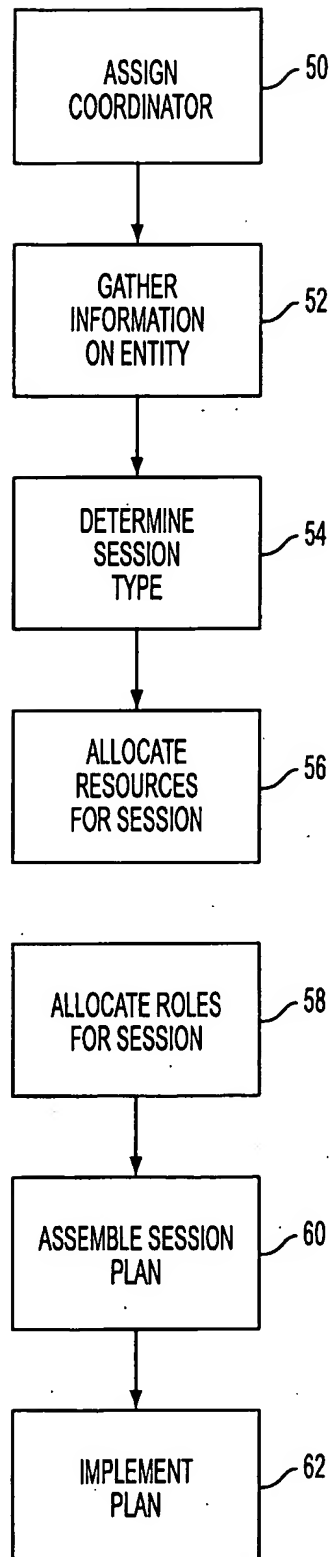 ASSIGN
COORDINATOR
50
GATHER
INFORMATION
ON ENTITY
52
DETERMINE
SESSION
TYPE
54
ALLOCATE
RESOURCES
FOR SESSION
56
ALLOCATE ROLES
FOR SESSION
58
ASSEMBLE SESSION
PLAN
60
IMPLEMENT
PLAN
62